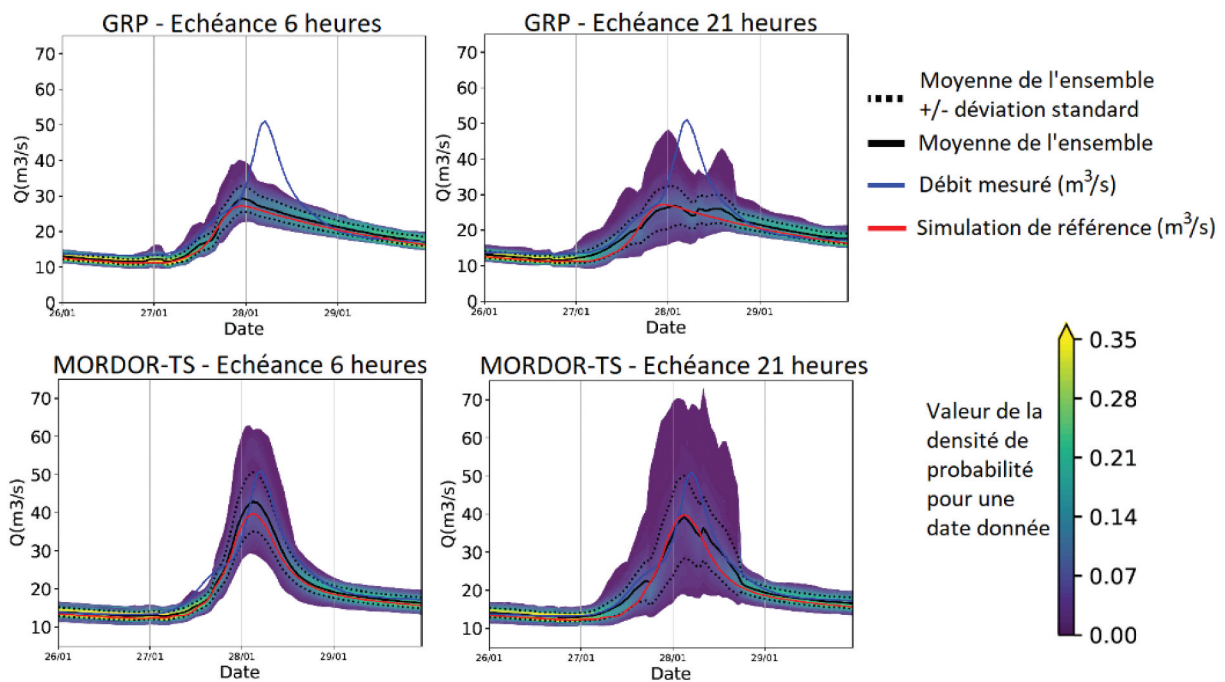 GRP - Echéance 6 heures
70
60
50
40
30
20
10
0
Q(m3/s)
26/01
27/01
28/01
29/01
Date
GRP - Echéance 21 heures
70
60
50
40
30
20
10
0
Q(m3/s)
26/01
27/01
28/01
29/01
Date
Moyenne de l'ensemble
+/- déviation standard
Moyenne de l'ensemble
Débit mesuré (m³/s)
Simulation de référence (m³/s)
MORDOR-TS - Echéance 6 heures
70
60
50
40
30
20
10
Q(m3/s)
26/01
27/01
28/01
29/01
Date
MORDOR-TS - Echéance 21 heures
70
60
50
40
30
20
10
Q(m3/s)
26/01
27/01
28/01
29/01
Date
Valeur de la
densité de
probabilité
pour une
date donnée
0.35
0.28
0.21
0.14
0.07
0.00